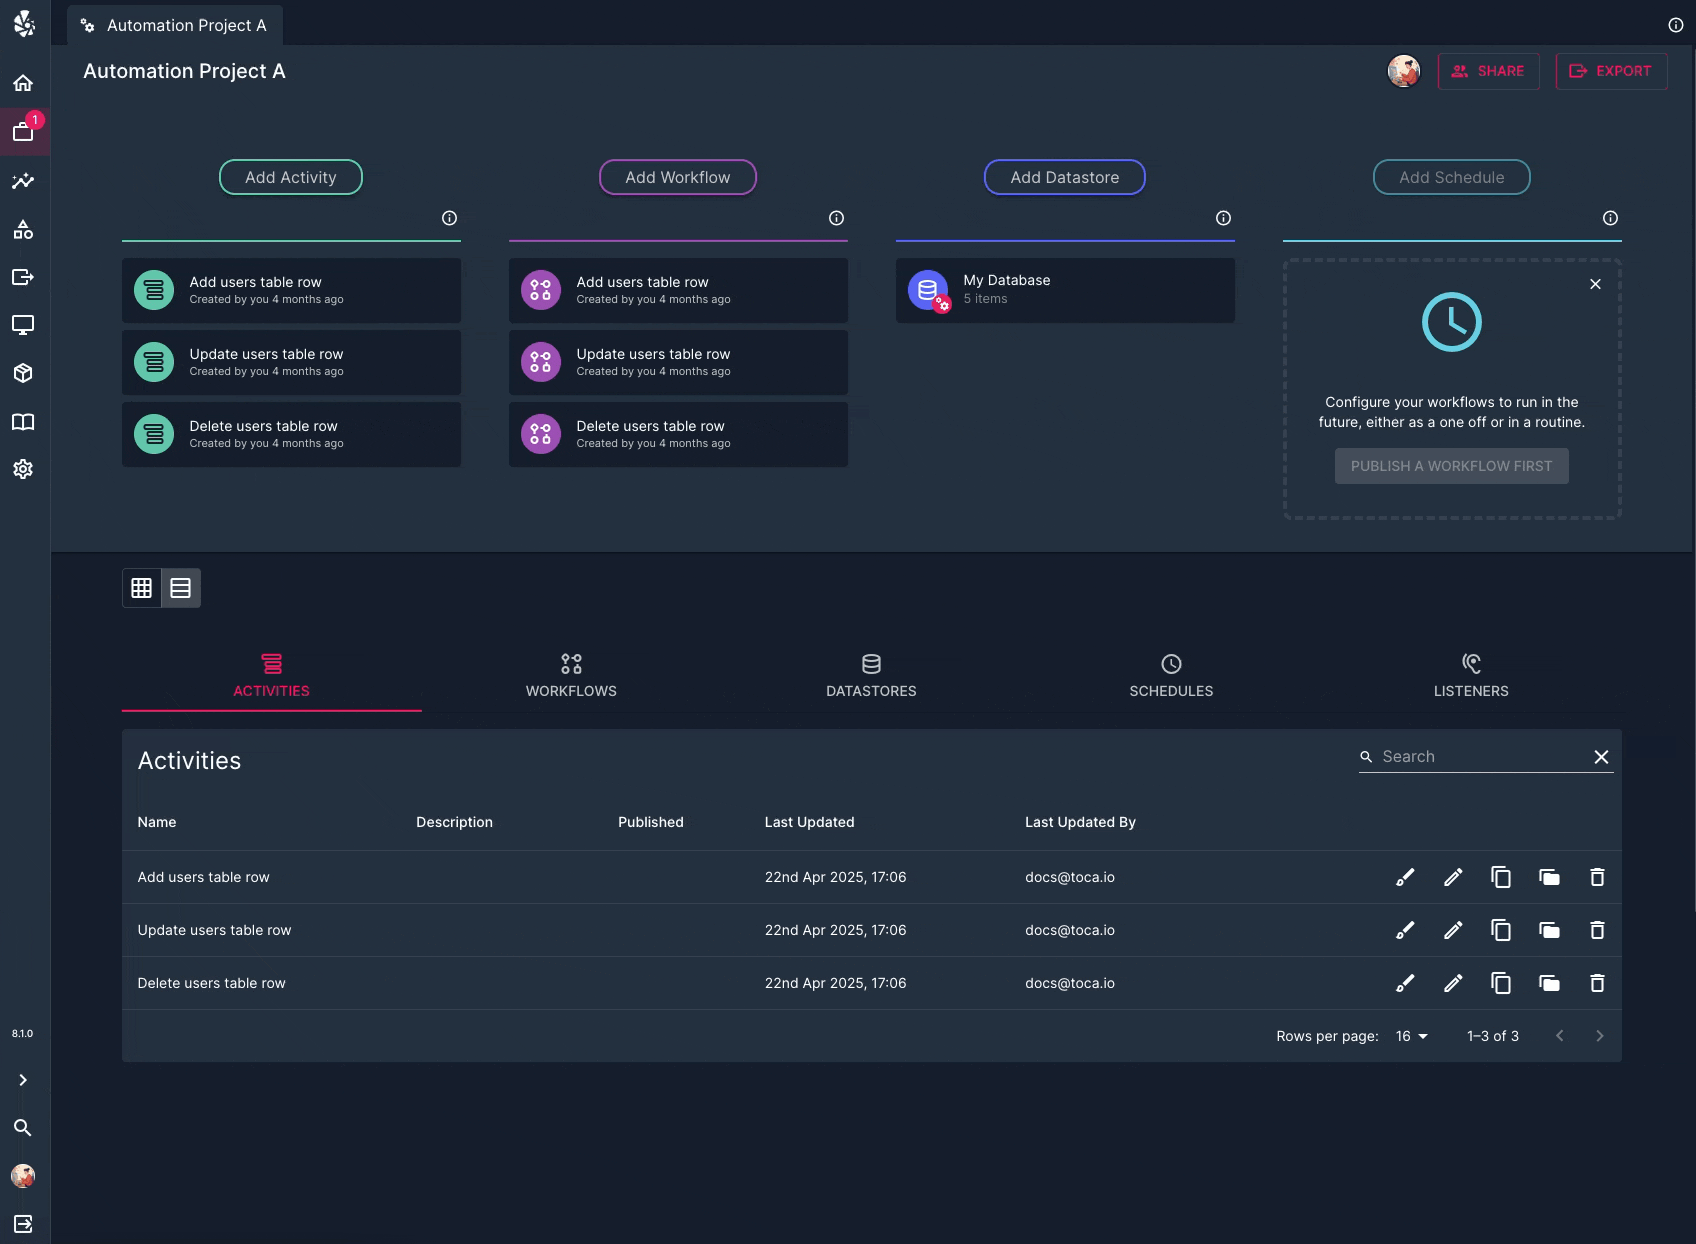 Automation Project A
Automation Project A
SHARE
EXPORT
1
Add Activity
Add Workflow
Add Datastore
Add Schedule
Add users table row
Created by you 4 months ago
Update users table row
Created by you 4 months ago
Delete users table row
Created by you 4 months ago
Add users table row
Created by you 4 months ago
Update users table row
Created by you 4 months ago
Delete users table row
Created by you 4 months ago
My Database
5 items
Configure your workflows to run in the
future, either as a one off or in a routine.
PUBLISH A WORKFLOW FIRST
ACTIVITIES
WORKFLOWS
DATASTORES
SCHEDULES
LISTENERS
Activities
Search
Name Description Published Last Updated Last Updated By
Add users table row 22nd Apr 2025, 17:06 docs@toca.io
Update users table row 22nd Apr 2025, 17:06 docs@toca.io
Delete users table row 22nd Apr 2025, 17:06 docs@toca.io
Rows per page: 16 1–3 of 3
8.1.0